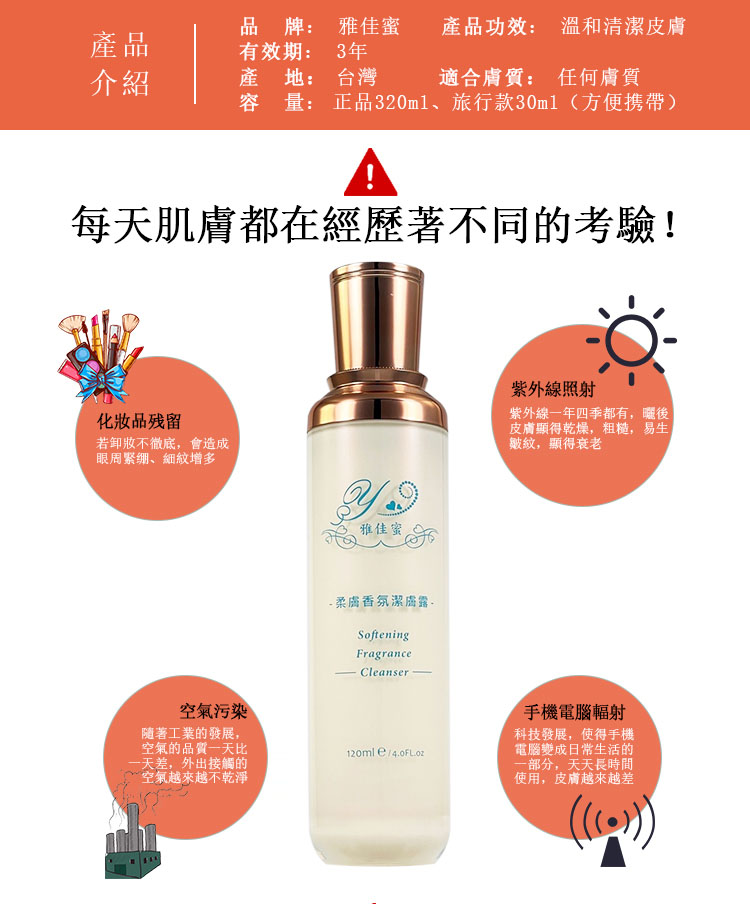 產品
介紹
品 牌： 雅佳蜜 產品功效： 溫和清潔皮膚
有效期： 3年
產 地： 台灣 適合膚質： 任何膚質
容 量： 正品320ml、旅行款30ml（方便携帶）
!
每天肌膚都在經歷著不同的考驗!
化妝品残留
若卸妝不徹底，會造成
眼周緊绷、細紋增多
紫外線照射
紫外線一年四季都有，曬後
皮膚顯得乾燥，粗糙，易生
皺紋，顯得衰老
雅佳蜜
-柔膚香氛潔膚露-
Softening
Fragrance
Cleanser
120ml e/4.0FL.oz
空氣污染
隨著工業的發展，
空氣的品質一天比
一天差，外出接觸的
空氣越來越不乾淨
手機電腦輻射
科技發展，使得手機
電腦變成日常生活的
一部分，天天長時間
使用，皮膚越來越差